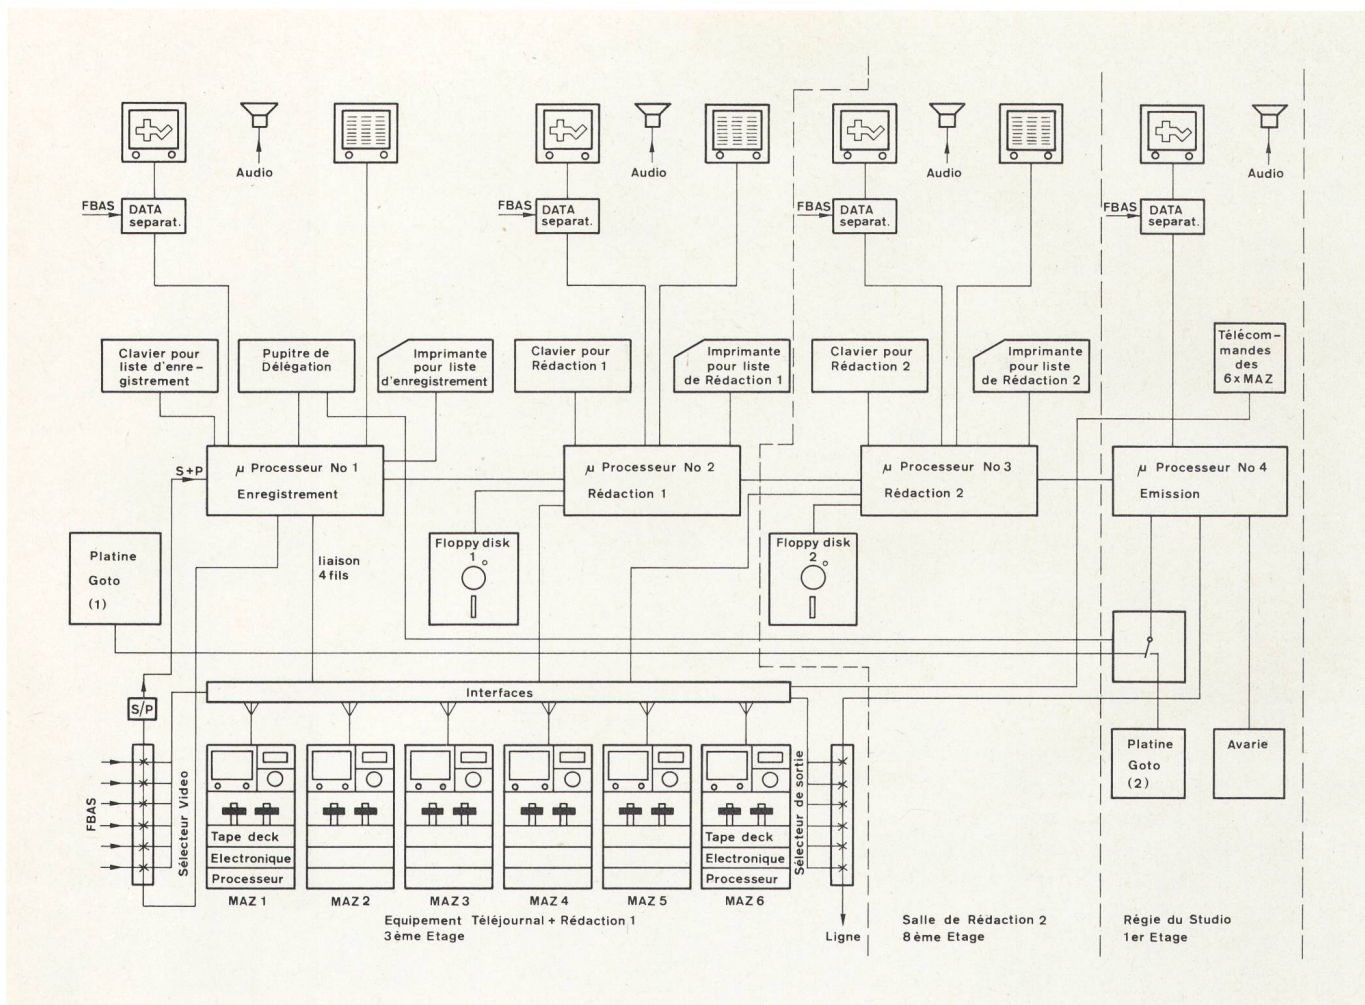 Audio
Audio
Audio
Audio
FBAS
DATA
separat.
FBAS
DATA
separat.
FBAS
DATA
separat.
FBAS
DATA
separat.
Clavier pour
liste d'enre-
gistrement
Pupitre de
Délégation
Imprimante
pour liste
d'enregistrement
Clavier pour
Rédaction 1
Imprimante
pour liste
de Rédaction 1
Clavier pour
Rédaction 2
Imprimante
pour liste
de Rédaction 2
Télécom-
mandes
des
6x MAZ
S+P
µ Processeur No 1
Enregistrement
µ Processeur No 2
Rédaction 1
µ Processeur No 3
Rédaction 2
µ Processeur No 4
Emission
Platine
Goto
(1)
liaison
4 fils
Floppy disk
1
Floppy disk
2
S/P
Interfaces
Platine
Goto
(2)
Avarie
FBAS
Sélecteur Video
Tape deck
Electronique
Processeur
Tape deck
Electronique
Processeur
Sélecteur de sortie
MAZ 1
MAZ 2
MAZ 3
MAZ 4
MAZ 5
MAZ 6
Equipement Téléjournal + Rédaction 1
3ème Etage
Ligne
Salle de Rédaction 2
8ème Etage
Régie du Studio
1er Etage